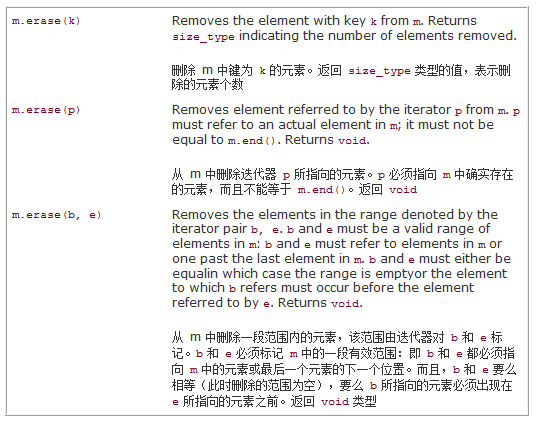 m.erase(k)
Removes the element with key k from m. Returns
size_type indicating the number of elements removed.
删除 m 中键为 k 的元素。返回 size_type 类型的值，表示删
除的元素个数
m.erase(p)
Removes element referred to by the iterator p from m. p
must refer to an actual element in m; it must not be
equal to m.end(). Returns void.
从 m 中删除迭代器 p 所指向的元素。p 必须指向 m 中确实存在
的元素，而且不能等于 m.end()。返回 void
m.erase(b, e)
Removes the elements in the range denoted by the
iterator pair b, e. b and e must be a valid range of
elements in m: b and e must refer to elements in m or
one past the last element in m. b and e must either be
equalin which case the range is emptyor the element
to which b refers must occur before the element
referred to by e. Returns void.
从 m 中删除一段范围内的元素，该范围由迭代器对 b 和 e 标
记。b 和 e 必须标记 m 中的一段有效范围：即 b 和 e 都必须指
向 m 中的元素或最后一个元素的下一个位置。而且，b 和 e 要么
相等（此时删除的范围为空），要么 b 所指向的元素必须出现在
e 所指向的元素之前。返回 void 类型